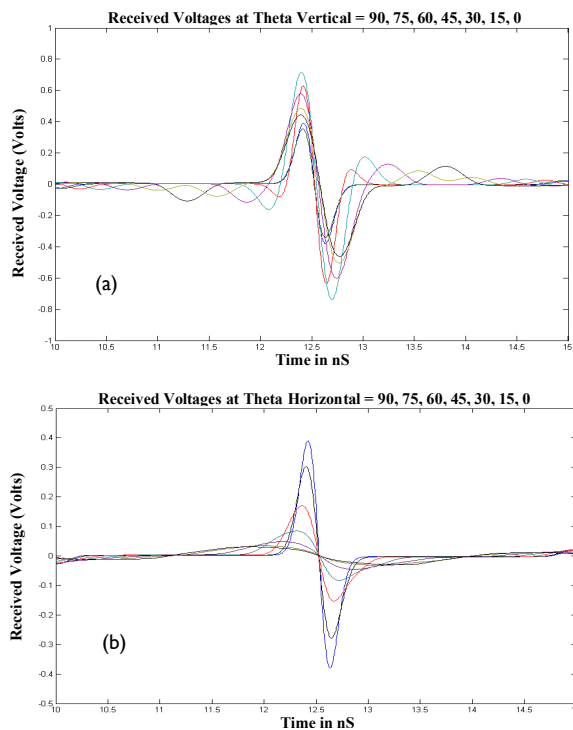 Received Voltages at Theta Vertical = 90, 75, 60, 45, 30, 15, 0
1
0.8
0.6
0.4
0.2
0
-0.2
-0.4
-0.6
-0.8
-1
Received Voltage (Volts)
(a)
10 10.5 11 11.5 12 12.5 13 13.5 14 14.5 15
Time in nS
Received Voltages at Theta Horizontal = 90, 75, 60, 45, 30, 15, 0
0.5
0.4
0.3
0.2
0.1
0
-0.1
-0.2
-0.3
-0.4
-0.5
Received Voltage (Volts)
(b)
10 10.5 11 11.5 12 12.5 13 13.5 14 14.5
Time in nS